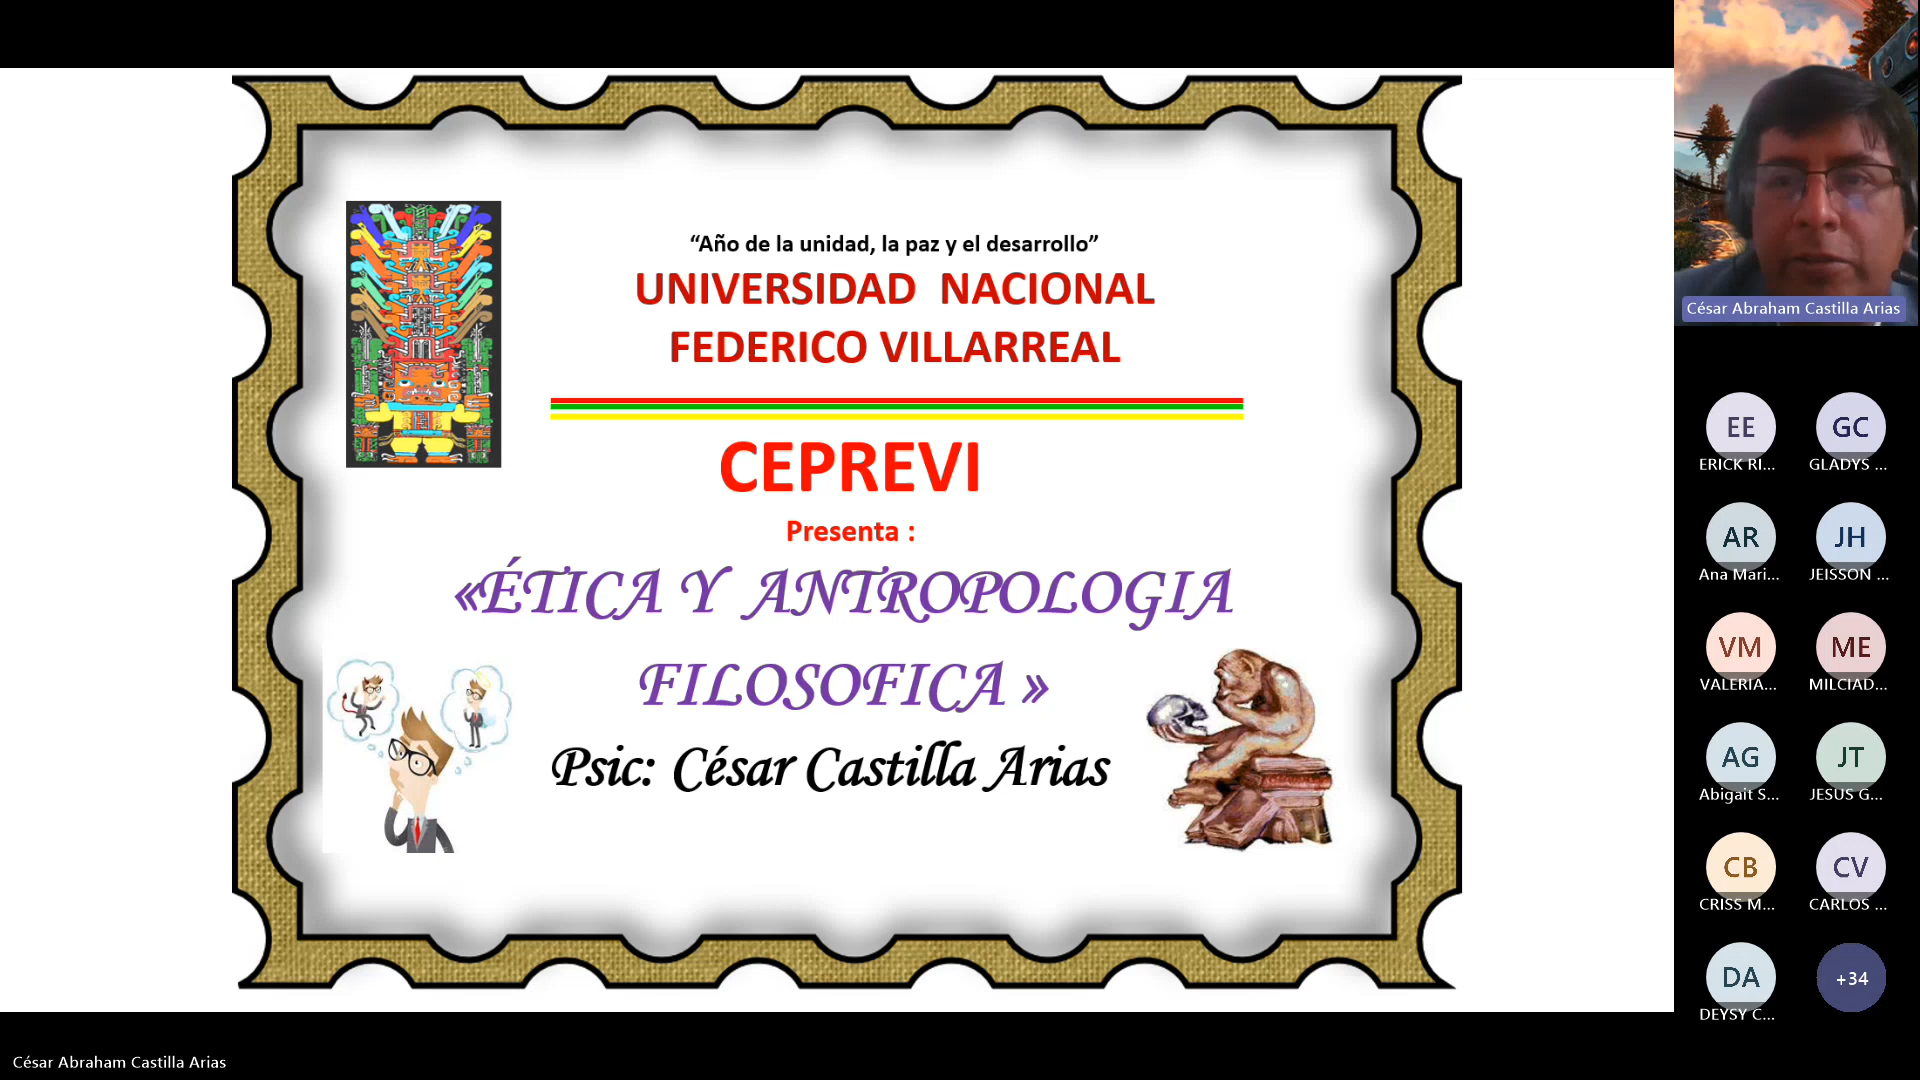 “Año de la unidad, la paz y el desarrollo”
UNIVERSIDAD NACIONAL
FEDERICO VILLARREAL
CEPREVI
Presenta :
«ÉTICA Y ANTROPOLOGIA
FILOSOFICA »
Psic: César Castilla Arias
César Abraham Castilla Arias
EE
ERICK RI...
GC
GLADYS ...
AR
Ana Mari...
JH
JEISSON ...
VM
VALERIA...
ME
MILCIAD...
AG
Abigait S...
JT
JESUS G...
CB
CRISS M...
CV
CARLOS ...
DA
DEYSY C...
+34
César Abraham Castilla Arias